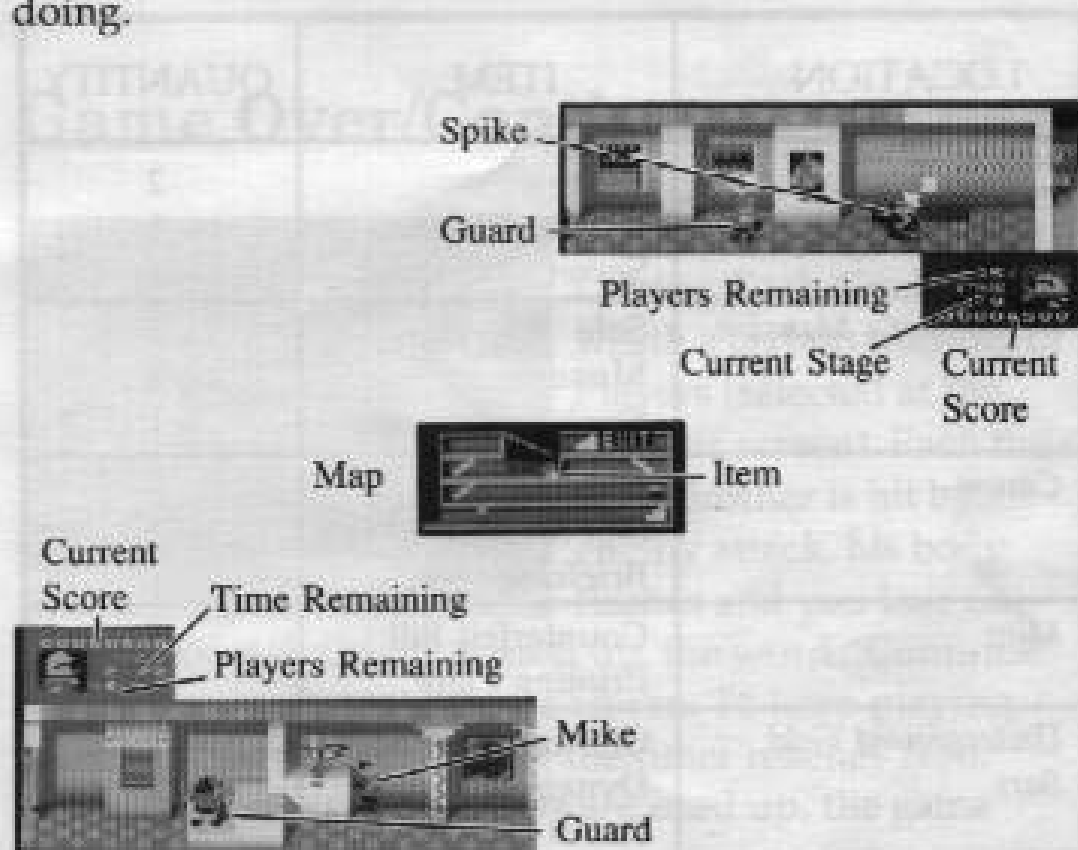 doing.
Spike
Guard
Players Remaining
Current Stage
Current
Score
Map
Item
Current
Score
Time Remaining
Players Remaining
Mike
Guard